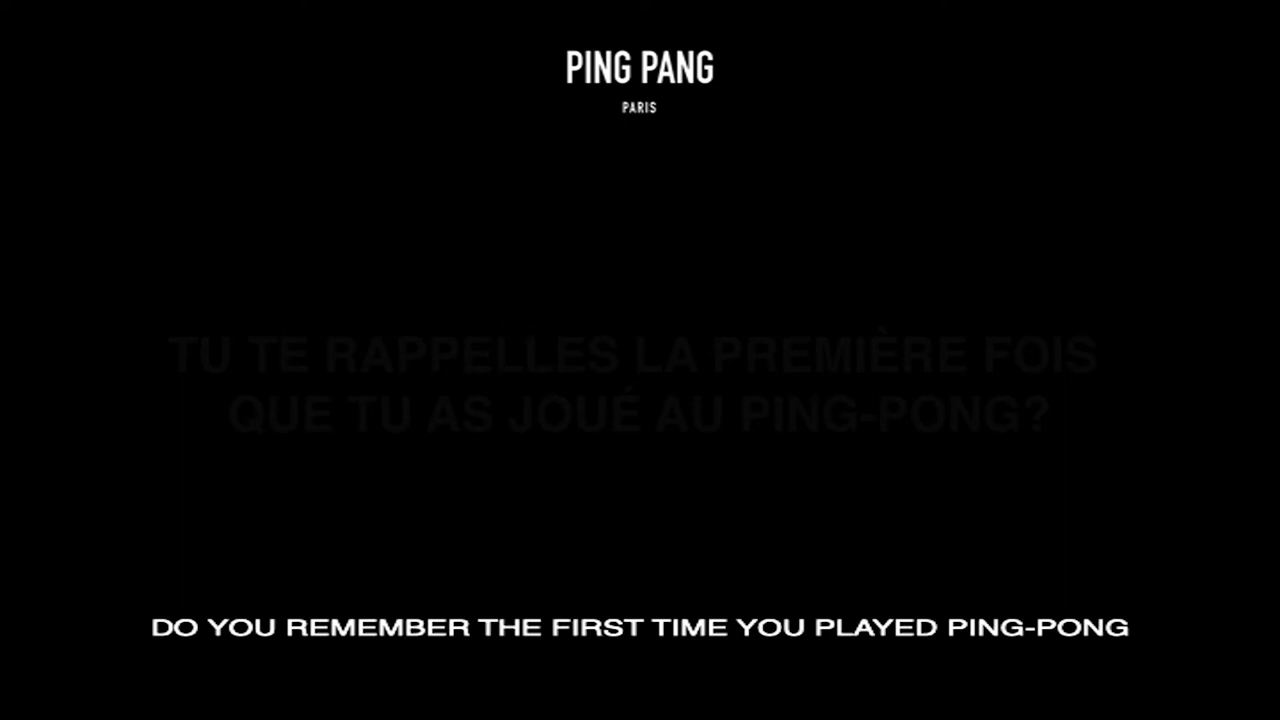 PING PANG
PARIS
TU TE RAPPELLES LA PREMIÈRE FOIS
QUE TU AS JOUÉ AU PING-PONG?
DO YOU REMEMBER THE FIRST TIME YOU PLAYED PING-PONG